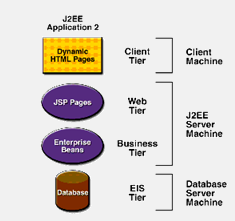 J2EE
Application 2
Dynamic
HTML Pages
Client
Tier
Client
Machine
JSP Pages
Web
Tier
J2EE
Server
Machine
Enterprise
Beans
Business
Tier
Database
EIS
Tier
Database
Server
Machine